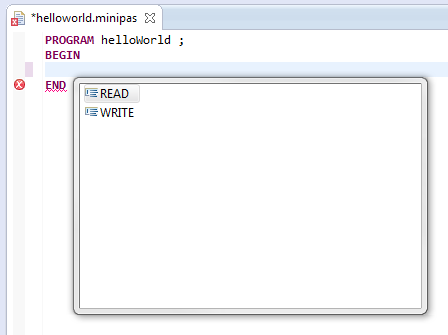 *helloworld.minipas
PROGRAM helloWorld ;
BEGIN
END
READ
WRITE